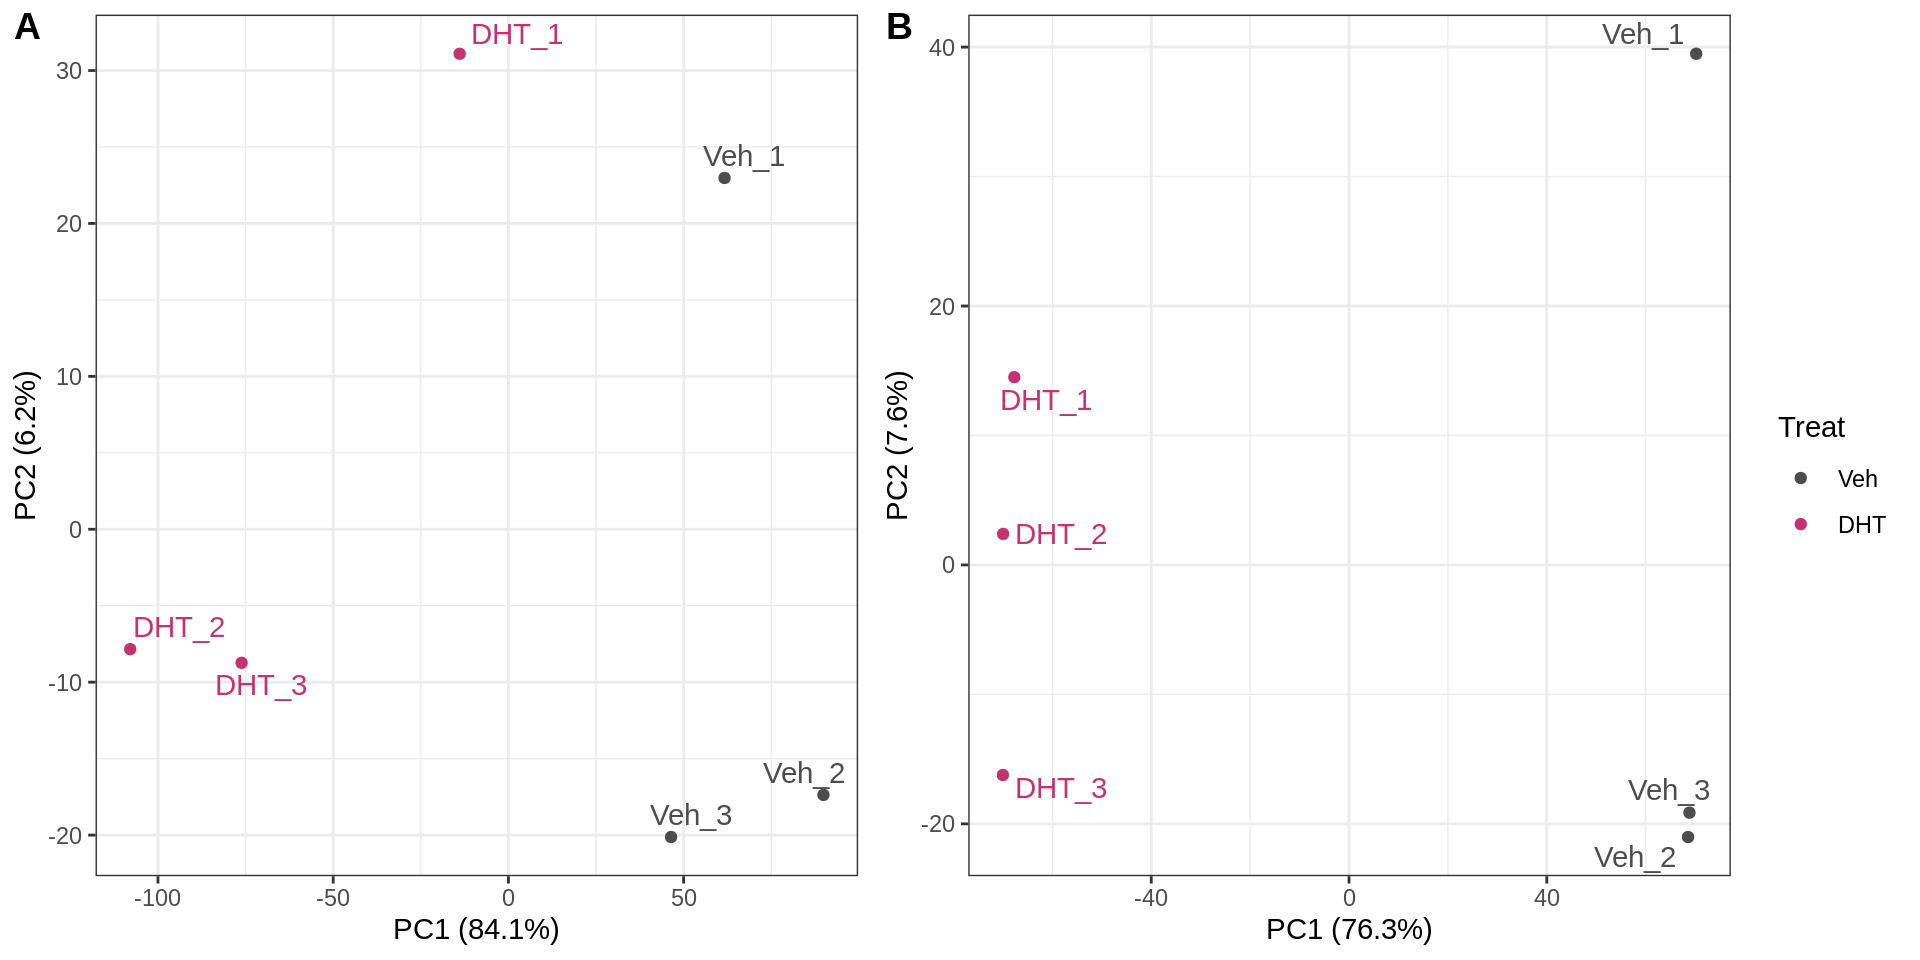 A
DHT_1
Veh_1
DHT_2
DHT_3
Veh_2
Veh_3
30
20
10
0
-10
-20
-100
-50
0
50
PC1 (84.1%)
PC2 (6.2%)
B
Veh_1
DHT_1
DHT_2
DHT_3
Veh_3
Veh_2
40
20
0
-20
-40
0
40
PC1 (76.3%)
PC2 (7.6%)
Treat
Veh
DHT